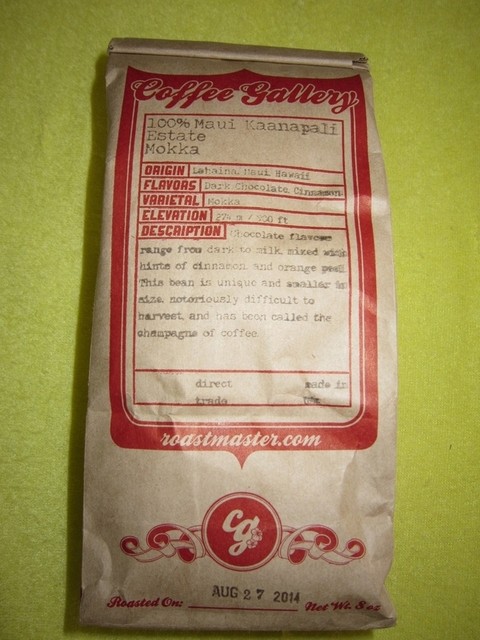 Coffee Gallery
100% Maui Kaanapali
Estate
Mokka
ORIGIN Lahaina, Maui, Hawaii
FLAVORS Dark Chocolate, Cinnamon
VARIETAL Mokka
ELEVATION ft
DESCRIPTION Chocolate flavors
range from dark to milk, mixed with
hints of cinnamon and orange peel.
This bean is unique and smaller in
size, notoriously difficult to
harvest, and has been called the
champagne of coffee.
direct made in
trade USA
roastmaster.com
cg
Roasted On: AUG 27 2014 Net Wt. 8 oz